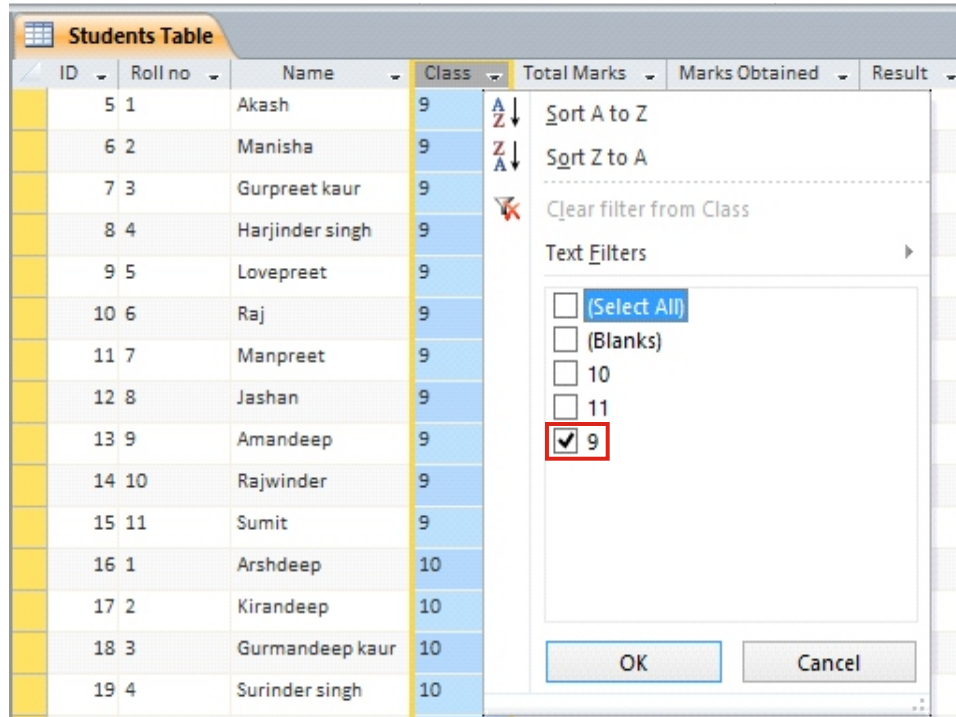 Students Table
ID Roll no Name Class Total Marks Marks Obtained Result
5 1 Akash 9
6 2 Manisha 9
7 3 Gurpreet kaur 9
8 4 Harjinder singh 9
9 5 Lovepreet 9
10 6 Raj 9
11 7 Manpreet 9
12 8 Jashan 9
13 9 Amandeep 9
14 10 Rajwinder 9
15 11 Sumit 9
16 1 Arshdeep 10
17 2 Kirandeep 10
18 3 Gurmandeep kaur 10
19 4 Surinder singh 10
A Z Sort A to Z
Z A Sort Z to A
Clear filter from Class
Text Filters
(Select All)
(Blanks)
10
11
9
OK Cancel